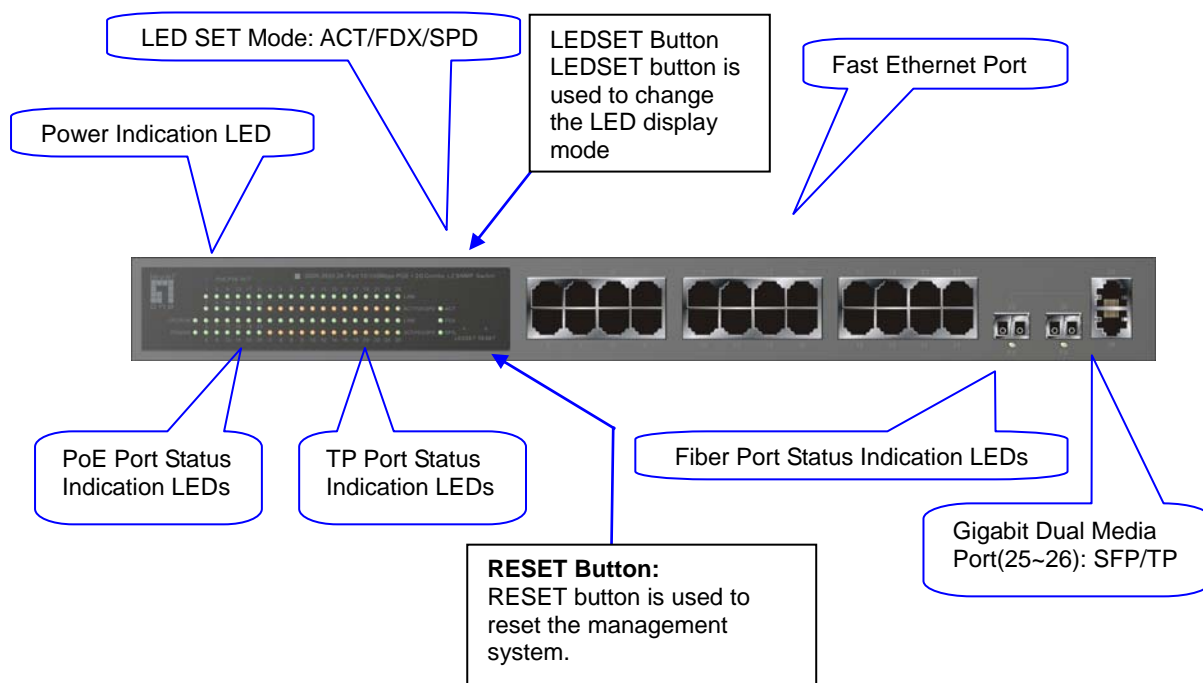 LED SET Mode: ACT/FDX/SPD
LEDSET Button
LEDSET button is
used to change
the LED display
mode
Fast Ethernet Port
Power Indication LED
PoE Port Status
Indication LEDs
TP Port Status
Indication LEDs
Fiber Port Status Indication LEDs
Gigabit Dual Media
Port(25~26): SFP/TP
RESET Button:
RESET button is used to
reset the management
system.